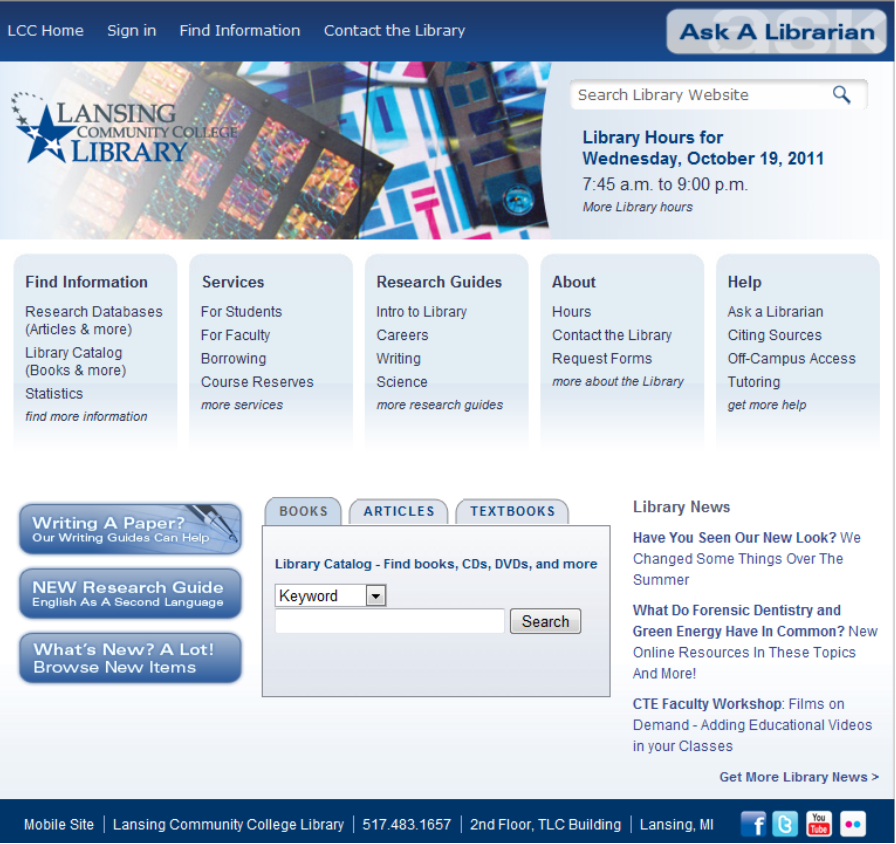 LCC Home Sign in Find Information Contact the Library
Ask A Librarian
LANSING
COMMUNITY COLLEGE
LIBRARY
Search Library Website
Library Hours for
Wednesday, October 19, 2011
7:45 a.m. to 9:00 p.m.
More Library hours
Find Information
Research Databases
(Articles & more)
Library Catalog
(Books & more)
Statistics
find more information
Services
For Students
For Faculty
Borrowing
Course Reserves
more services
Research Guides
Intro to Library
Careers
Writing
Science
more research guides
About
Hours
Contact the Library
Request Forms
more about the Library
Help
Ask a Librarian
Citing Sources
Off-Campus Access
Tutoring
get more help
Writing A Paper?
Our Writing Guides Can Help
NEW Research Guide
English As A Second Language
What's New? A Lot!
Browse New Items
BOOKS ARTICLES TEXTBOOKS
Library Catalog - Find books, CDs, DVDs, and more
Keyword
Search
Library News
Have You Seen Our New Look? We
Changed Some Things Over The
Summer
What Do Forensic Dentistry and
Green Energy Have In Common? New
Online Resources In These Topics
And More!
CTE Faculty Workshop: Films on
Demand - Adding Educational Videos
in your Classes
Get More Library News >
Mobile Site | Lansing Community College Library | 517.483.1657 | 2nd Floor, TLC Building | Lansing, MI
You
Tube